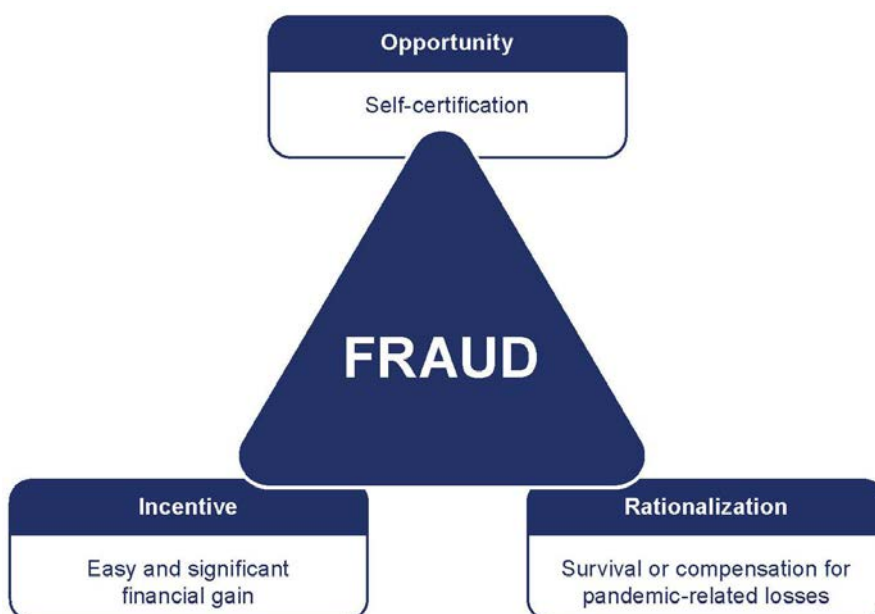 Opportunity
Self-certification
FRAUD
Incentive
Easy and significant
financial gain
Rationalization
Survival or compensation for
pandemic-related losses